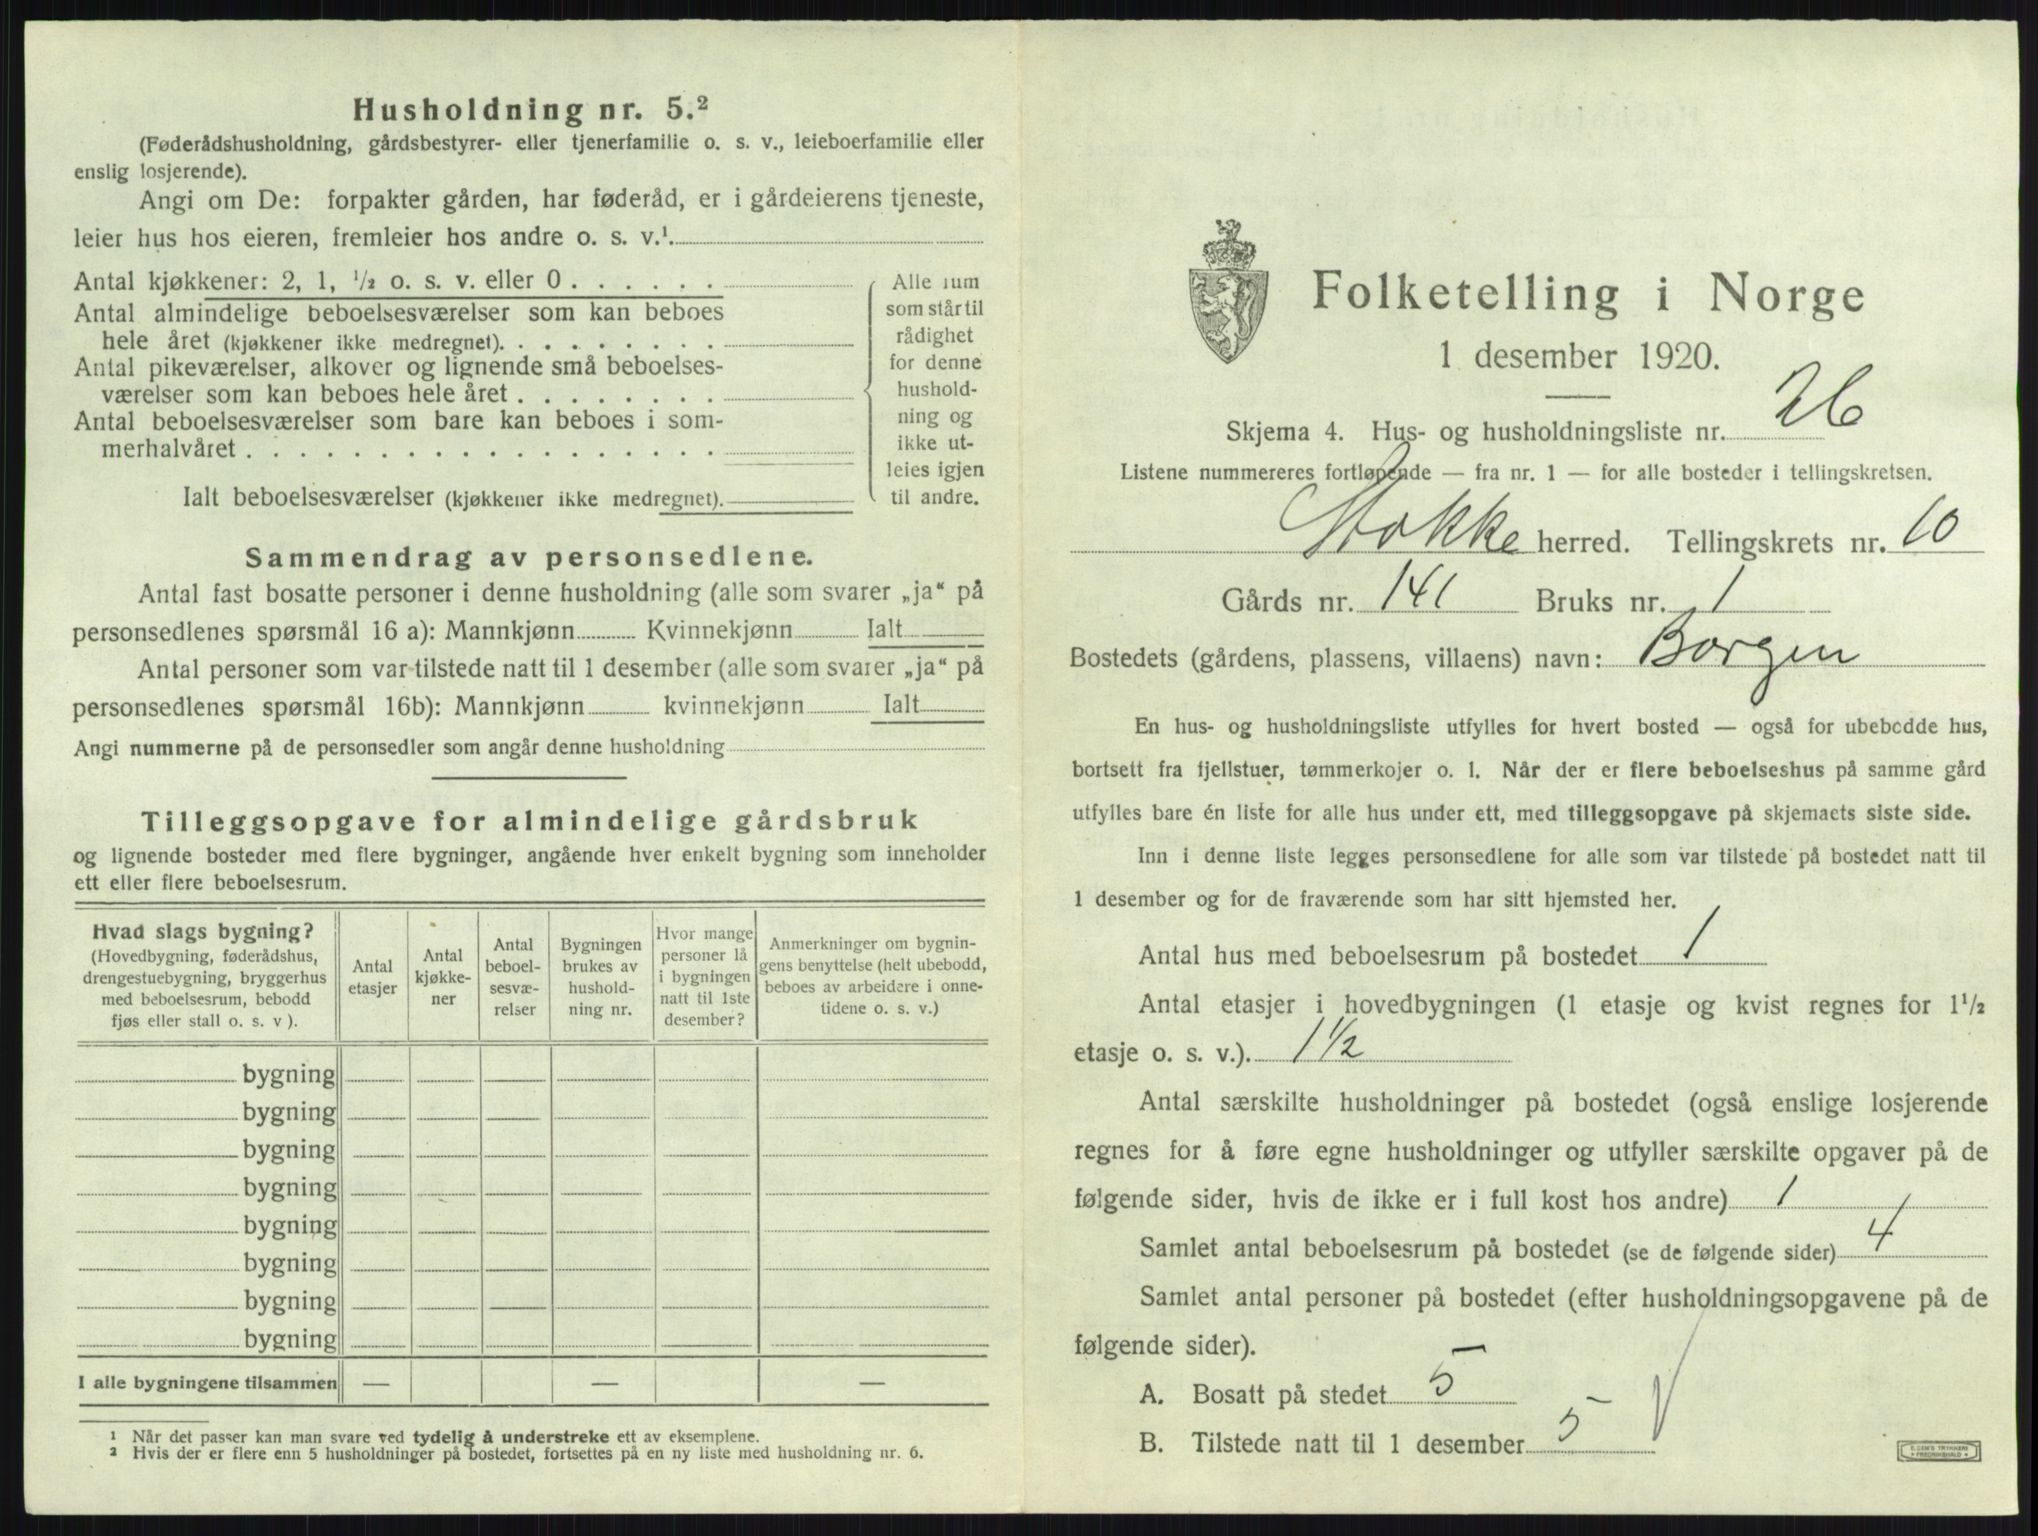 Husholdning nr. 5.²
(Føderådshusholdning, gårdsbestyrer- eller tjenerfamilie o. s. v., leieboerfamilie eller
enslig losjerende).
Angi om De: forpakter gården, har føderåd, er i gårdeierens tjeneste,
leier hus hos eieren, fremleier hos andre o. s. v.¹
Antal kjøkkener: 2, 1, ½ o. s. v. eller 0
Antal almindelige beboelsesværelser som kan beboes
hele året (kjøkkener ikke medregnet).
Antal pikeværelser, alkover og lignende små beboelses-
værelser som kan beboes hele året
Antal beboelsesværelser som bare kan beboes i som-
merhalvåret
Ialt beboelsesværelser (kjøkkener ikke medregnet).
Alle rum
som står til
rådighet
for denne
hushold-
ning og
ikke ut-
leies igjen
til andre.
Sammendrag av personsedlene.
Antal fast bosatte personer i denne husholdning (alle som svarer „ja“ på
personsedlenes spørsmål 16 a): Mannkjønn Kvinnekjønn Ialt
Antal personer som var tilstede natt til 1 desember (alle som svarer „ja“ på
personsedlenes spørsmål 16b): Mannkjønn kvinnekjønn Ialt
Angi nummerne på de personsedler som angår denne husholdning
Tilleggsopgave for almindelige gårdsbruk
og lignende bosteder med flere bygninger, angående hver enkelt bygning som inneholder
ett eller flere beboelsesrum.
Hvad slags bygning?
(Hovedbygning, føderådshus,
drengestuebygning, bryggerhus
med beboelsesrum, bebodd
fjøs eller stall o. s. v ).
Antal
etasjer
Antal
kjøkke-
ner
Antal
beboel-
sesvæ-
relser
Bygningen
brukes av
hushold-
ning nr.
Hvor mange
personer lå
i bygningen
natt til 1ste
desember?
Anmerkninger om bygnin-
gens benyttelse (helt ubebodd,
beboes av arbeidere i onne-
tidene o. s. v.)
bygning
bygning
bygning
bygning
bygning
bygning
bygning
bygning
I alle bygningene tilsammen — — —
¹ Når det passer kan man svare ved tydelig å understreke ett av eksemplene.
² Hvis der er flere enn 5 husholdninger på bostedet, fortsettes på en ny liste med husholdning nr. 6.
Folketelling i Norge
1 desember 1920.
Skjema 4. Hus- og husholdningsliste nr. 26
Listene nummereres fortløpende — fra nr. 1 — for alle bosteder i tellingskretsen.
Stokke herred. Tellingskrets nr. 10
Gårds nr. 141 Bruks nr. 1
Bostedets (gårdens, plassens, villaens) navn: Borgen
En hus- og husholdningsliste utfylles for hvert bosted — også for ubebodde hus,
bortsett fra fjellstuer, tømmerkojer o. l. Når der er flere beboelseshus på samme gård
utfylles bare én liste for alle hus under ett, med tilleggsopgave på skjemaets siste side.
Inn i denne liste legges personsedlene for alle som var tilstede på bostedet natt til
1 desember og for de fraværende som har sitt hjemsted her.
Antal hus med beboelsesrum på bostedet 1
Antal etasjer i hovedbygningen (1 etasje og kvist regnes for 1½
etasje o. s. v.). 1½
Antal særskilte husholdninger på bostedet (også enslige losjerende
regnes for å føre egne husholdninger og utfyller særskilte opgaver på de
følgende sider, hvis de ikke er i full kost hos andre) 1
Samlet antal beboelsesrum på bostedet (se de følgende sider) 4
Samlet antal personer på bostedet (efter husholdningsopgavene på de
følgende sider).
A. Bosatt på stedet 5
B. Tilstede natt til 1 desember 5